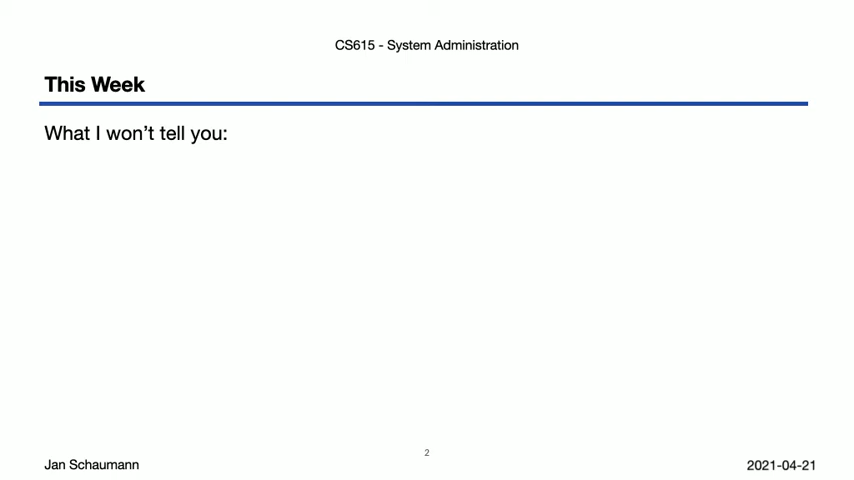 CS615 - System Administration
This Week
What I won’t tell you:
2
Jan Schaumann
2021-04-21